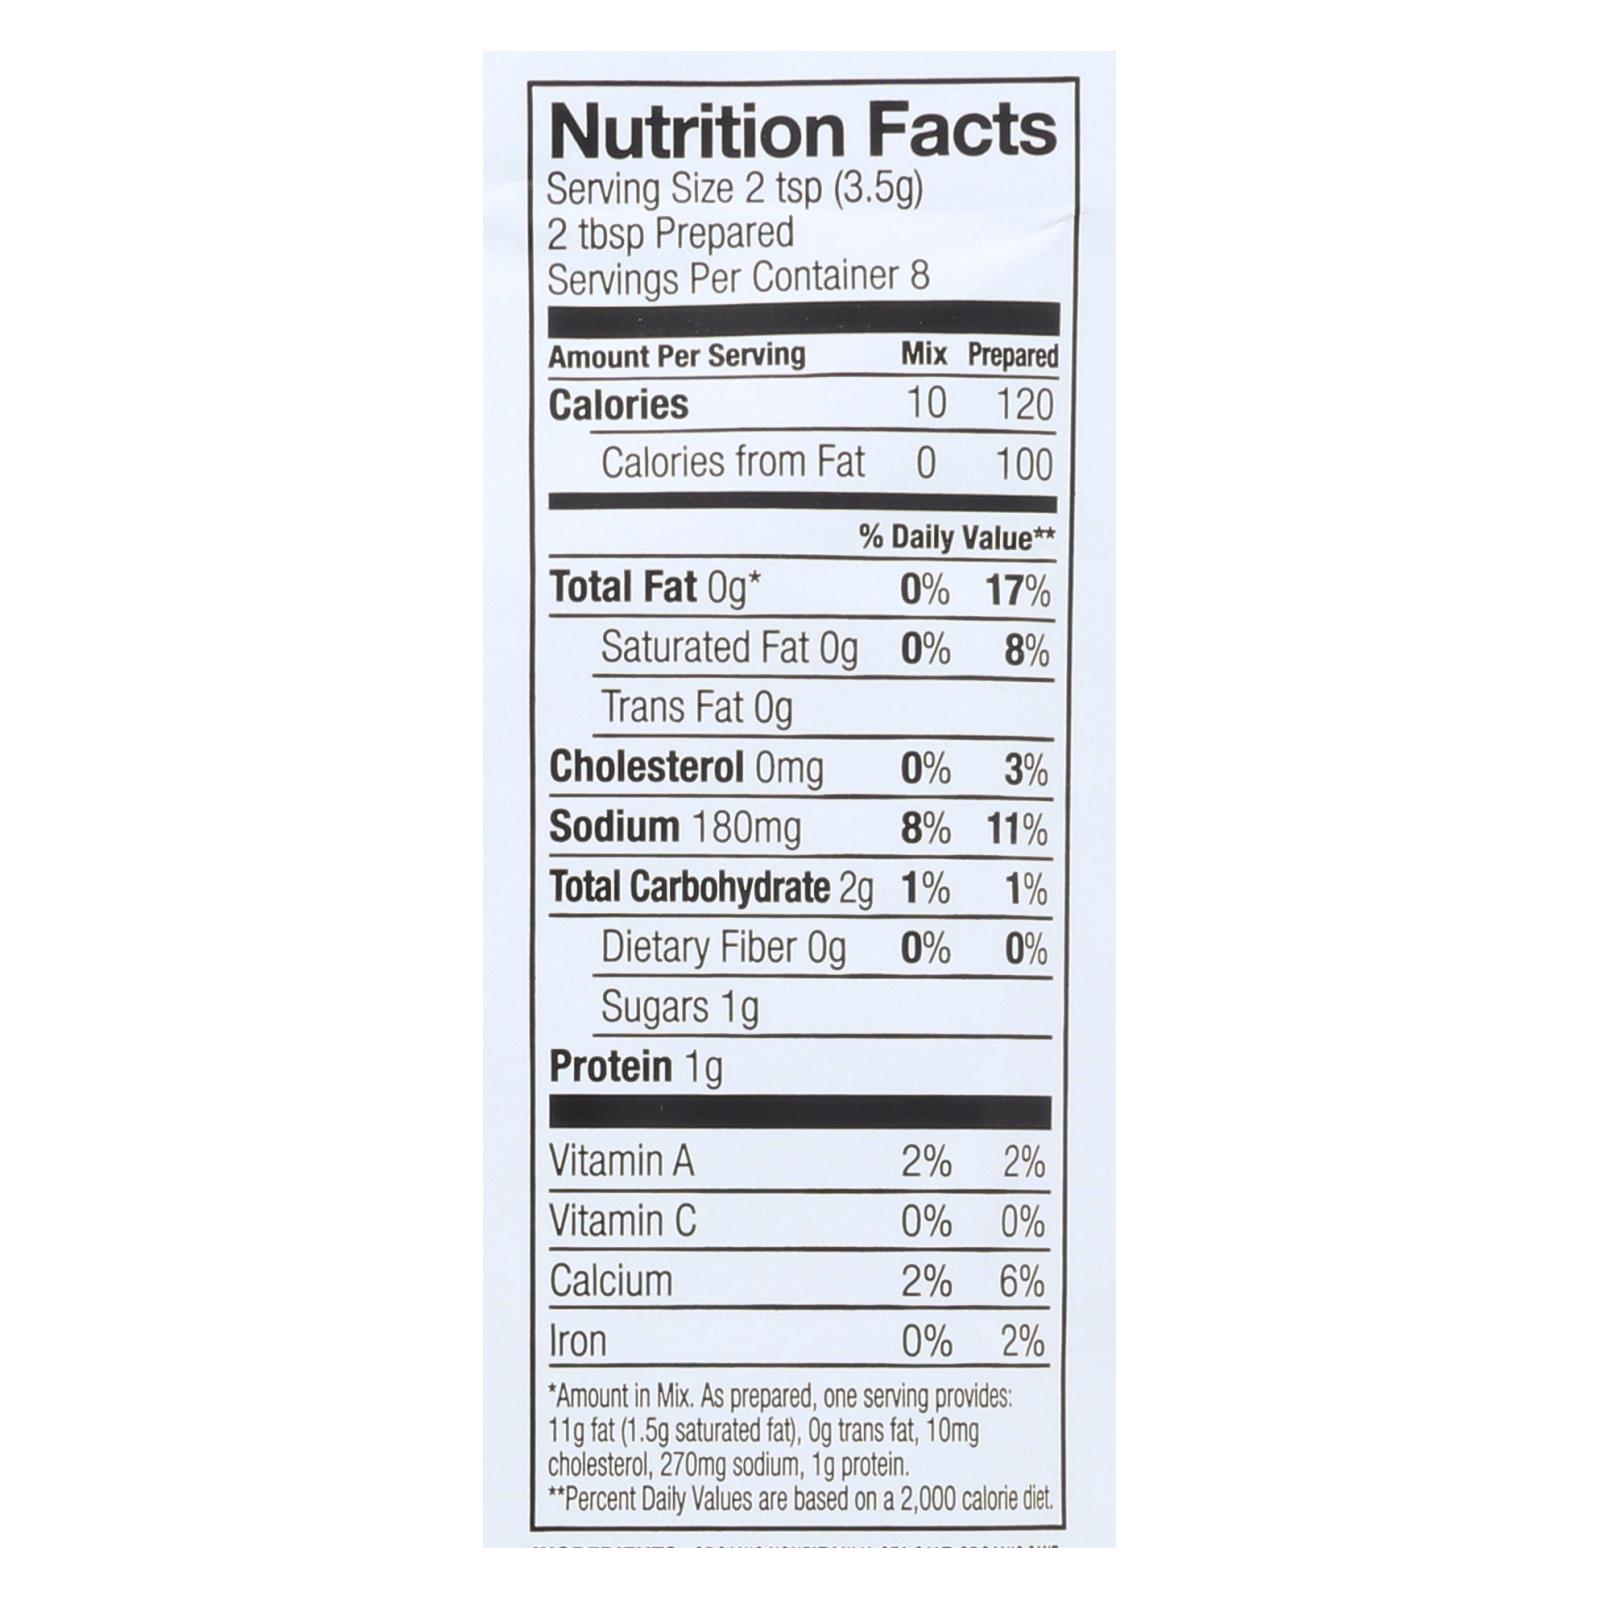 Nutrition Facts
Serving Size 2 tsp (3.5g)
2 tbsp Prepared
Servings Per Container 8
Amount Per Serving Mix Prepared
Calories 10 120
Calories from Fat 0 100
% Daily Value**
Total Fat 0g* 0% 17%
Saturated Fat 0g 0% 8%
Trans Fat 0g
Cholesterol 0mg 0% 3%
Sodium 180mg 8% 11%
Total Carbohydrate 2g 1% 1%
Dietary Fiber 0g 0% 0%
Sugars 1g
Protein 1g
Vitamin A 2% 2%
Vitamin C 0% 0%
Calcium 2% 6%
Iron 0% 2%
*Amount in Mix. As prepared, one serving provides:
11g fat (1.5g saturated fat), 0g trans fat, 10mg
cholesterol, 270mg sodium, 1g protein.
**Percent Daily Values are based on a 2,000 calorie diet.